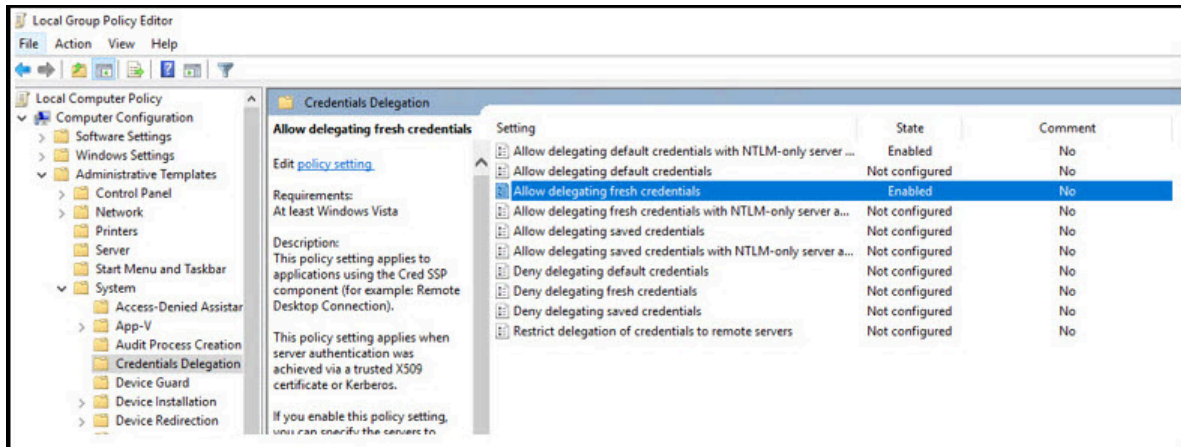 Local Group Policy Editor
File Action View Help
Local Computer Policy
Computer Configuration
Software Settings
Windows Settings
Administrative Templates
Control Panel
Network
Printers
Server
Start Menu and Taskbar
System
Access-Denied Assistar
App-V
Audit Process Creation
Credentials Delegation
Device Guard
Device Installation
Device Redirection
Credentials Delegation
Allow delegating fresh credentials
Edit policy setting
Requirements:
At least Windows Vista
Description:
This policy setting applies to
applications using the Cred SSP
component (for example: Remote
Desktop Connection).
This policy setting applies when
server authentication was
achieved via a trusted X509
certificate or Kerberos.
If you enable this policy setting,
you can specify the servers to
Setting State Comment
Allow delegating default credentials with NTLM-only server ... Enabled No
Allow delegating default credentials Not configured No
Allow delegating fresh credentials Enabled No
Allow delegating fresh credentials with NTLM-only server a... Not configured No
Allow delegating saved credentials Not configured No
Allow delegating saved credentials with NTLM-only server a... Not configured No
Deny delegating default credentials Not configured No
Deny delegating fresh credentials Not configured No
Deny delegating saved credentials Not configured No
Restrict delegation of credentials to remote servers Not configured No